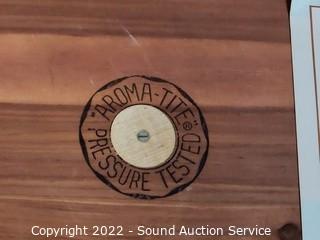 "AROMA-TITE®"
PRESSURE TESTED
Copyright 2022 - Sound Auction Service